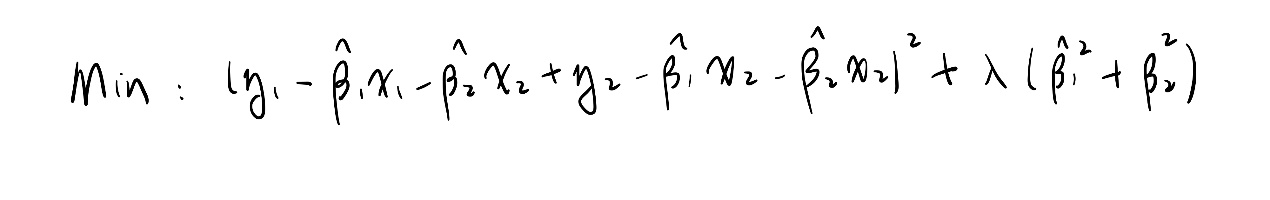 Min : (y₁ - β̂₁x₁ - β̂₂x₂ + y₂ - β̂₁x₂ - β̂₂x₂)² + λ(β̂₁² + β₂²)